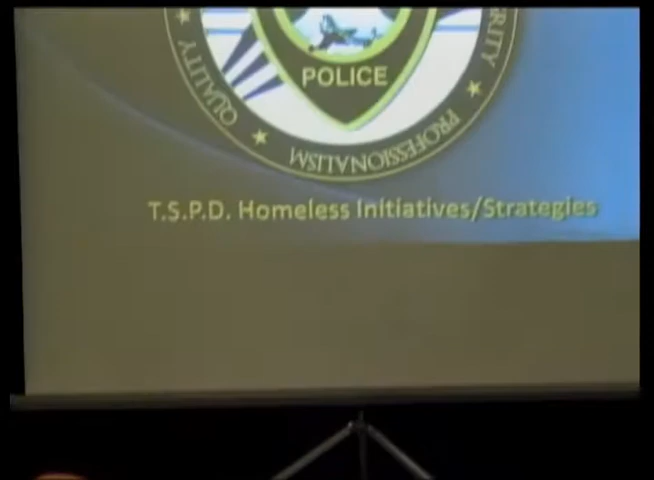 POLICE
QUALITY ★ PROFESSIONALISM ★
T.S.P.D. Homeless Initiatives/Strategies